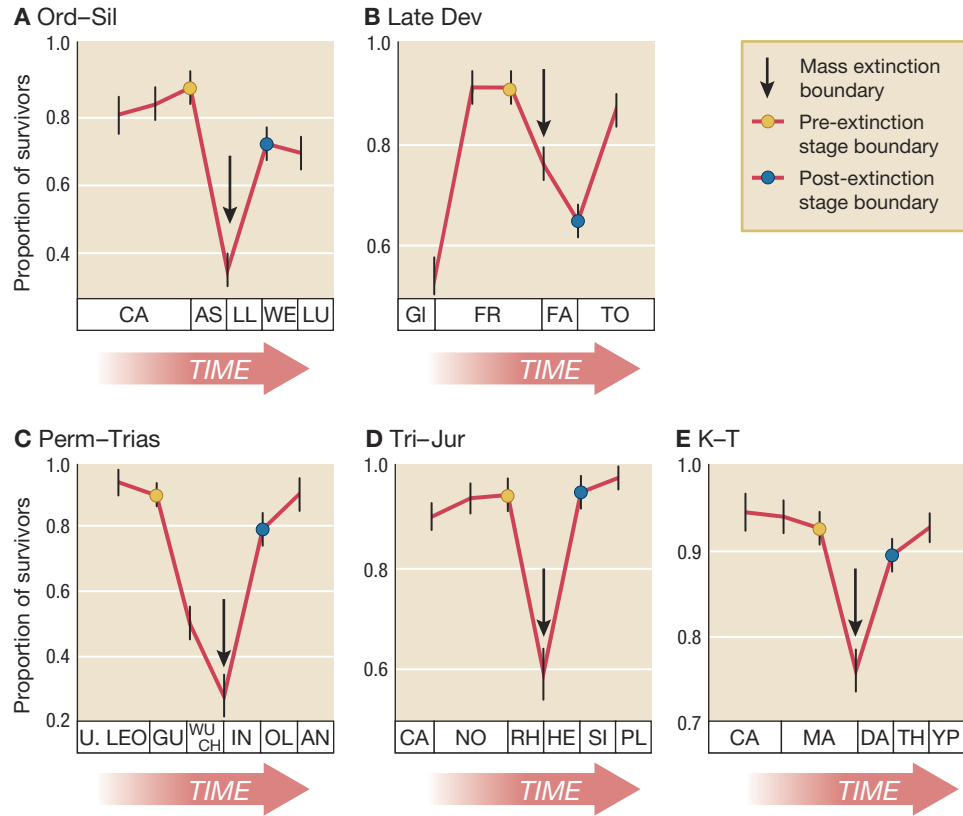 A Ord–Sil
1.0
0.8
0.6
0.4
Proportion of survivors
CA AS LL WE LU
TIME
B Late Dev
1.0
0.8
0.6
GI FR FA TO
TIME
Mass extinction
boundary
Pre-extinction
stage boundary
Post-extinction
stage boundary
C Perm–Trias
1.0
0.8
0.6
0.4
0.2
Proportion of survivors
U. LEO GU WU CH IN OL AN
TIME
D Tri–Jur
1.0
0.8
0.6
CA NO RH HE SI PL
TIME
E K–T
1.0
0.9
0.8
0.7
CA MA DA TH YP
TIME